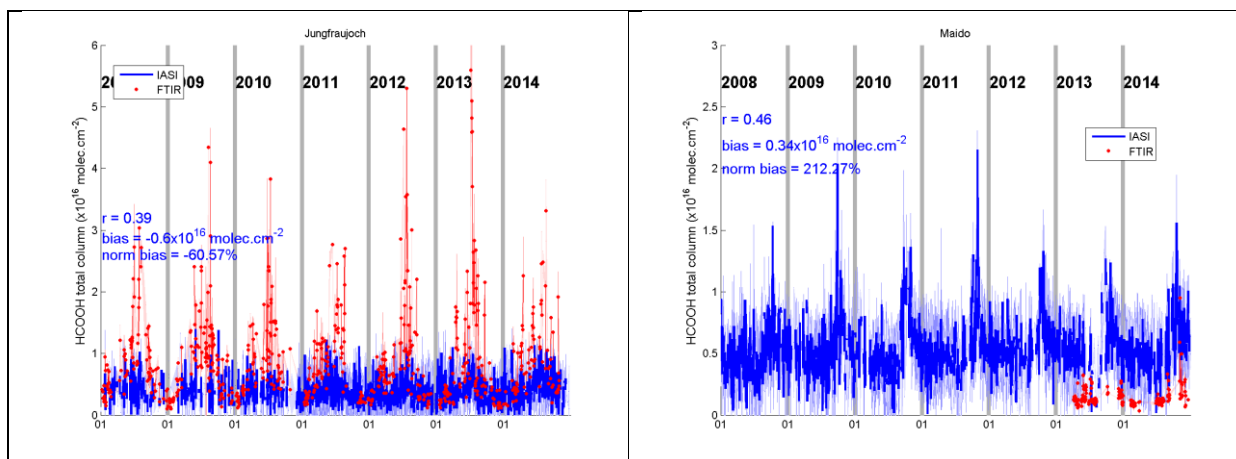 Jungfraujoch
6
5
4
3
2
1
0
HCOOH total column (x10^16 molec.cm^-2)
IASI
FTIR
20 009 2010 2011 2012 2013 2014
r = 0.39
bias = -0.6x10^16 molec.cm^-2
norm bias = -60.57%
01 01 01 01 01 01 01
Maido
3
2.5
2
1.5
1
0.5
0
HCOOH total column (x10^16 molec.cm^-2)
2008 2009 2010 2011 2012 2013 2014
r = 0.46
bias = 0.34x10^16 molec.cm^-2
norm bias = 212.27%
IASI
FTIR
01 01 01 01 01 01 01